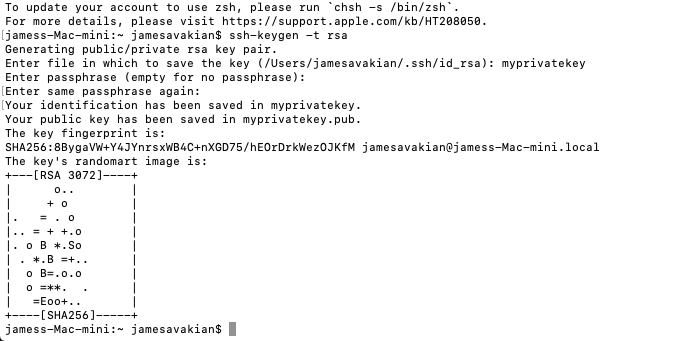 To update your account to use zsh, please run `chsh -s /bin/zsh`.
For more details, please visit https://support.apple.com/kb/HT208050.
[jamess-Mac-mini:~ jamesavakian$ ssh-keygen -t rsa
Generating public/private rsa key pair.
Enter file in which to save the key (/Users/jamesavakian/.ssh/id_rsa): myprivatekey
Enter passphrase (empty for no passphrase):
[Enter same passphrase again:
[Your identification has been saved in myprivatekey.
Your public key has been saved in myprivatekey.pub.
The key fingerprint is:
SHA256:8BygaVW+Y4JYnrsxWB4C+nXGD75/hEOrDrkWezOJKfM jamesavakian@jamess-Mac-mini.local
The key's randomart image is:
+---[RSA 3072]----+
|      o..        |
|     + o         |
|.   = . o        |
|.. = + +.o       |
|. o B *.So       |
| . *.B =+..      |
|  o B=.o.o       |
|  o =**.  .      |
|   =Eoo+..       |
+----[SHA256]-----+
jamess-Mac-mini:~ jamesavakian$